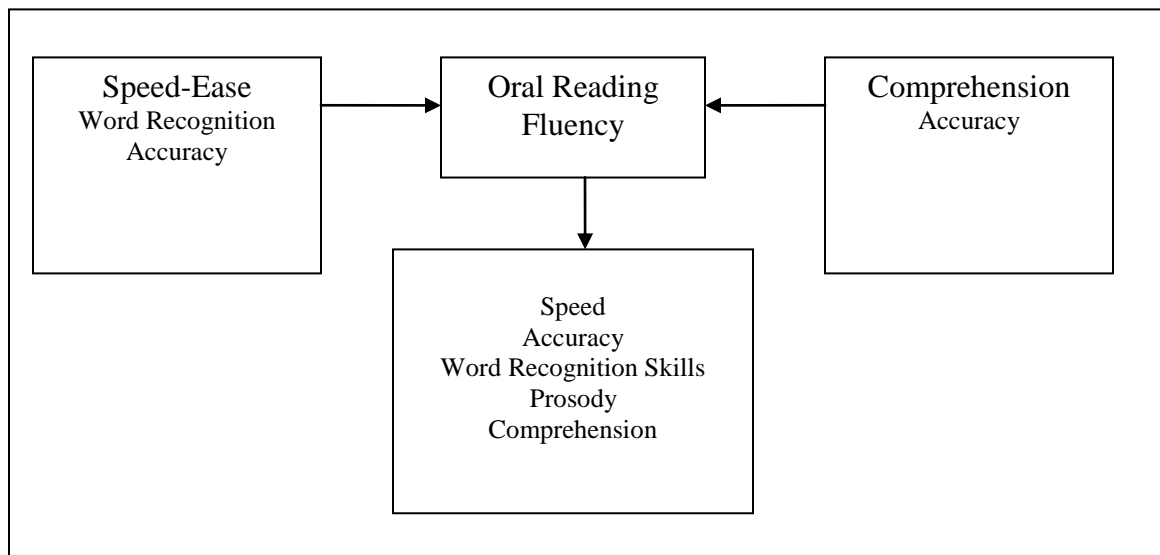 Speed-Ease
Word Recognition
Accuracy
Oral Reading
Fluency
Comprehension
Accuracy
Speed
Accuracy
Word Recognition Skills
Prosody
Comprehension